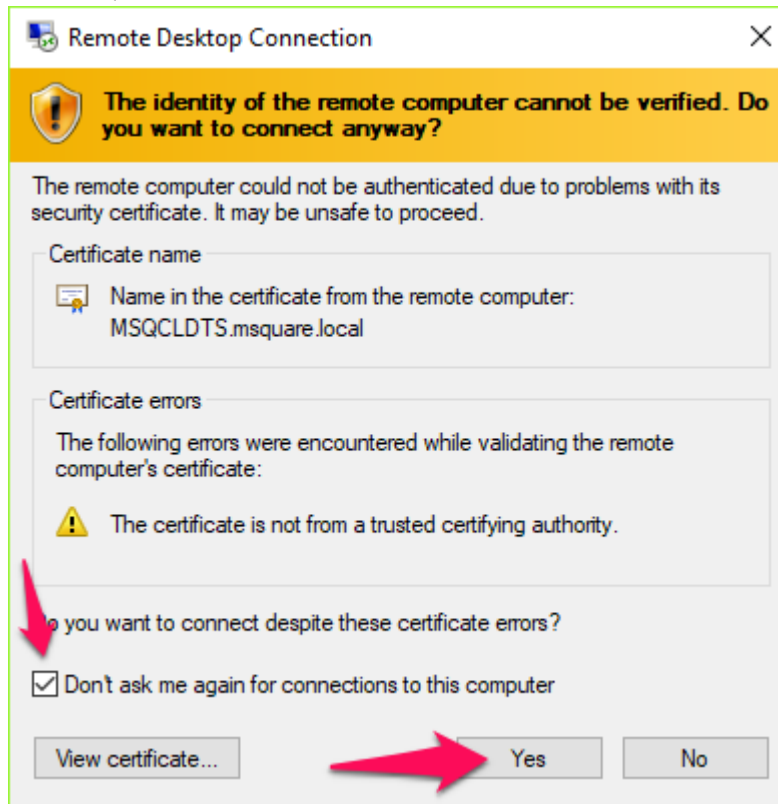 Remote Desktop Connection
The identity of the remote computer cannot be verified. Do
you want to connect anyway?
The remote computer could not be authenticated due to problems with its
security certificate. It may be unsafe to proceed.
Certificate name
Name in the certificate from the remote computer:
MSQCLDTS.msquare.local
Certificate errors
The following errors were encountered while validating the remote
computer's certificate:
The certificate is not from a trusted certifying authority.
you want to connect despite these certificate errors?
Don't ask me again for connections to this computer
View certificate...
Yes
No